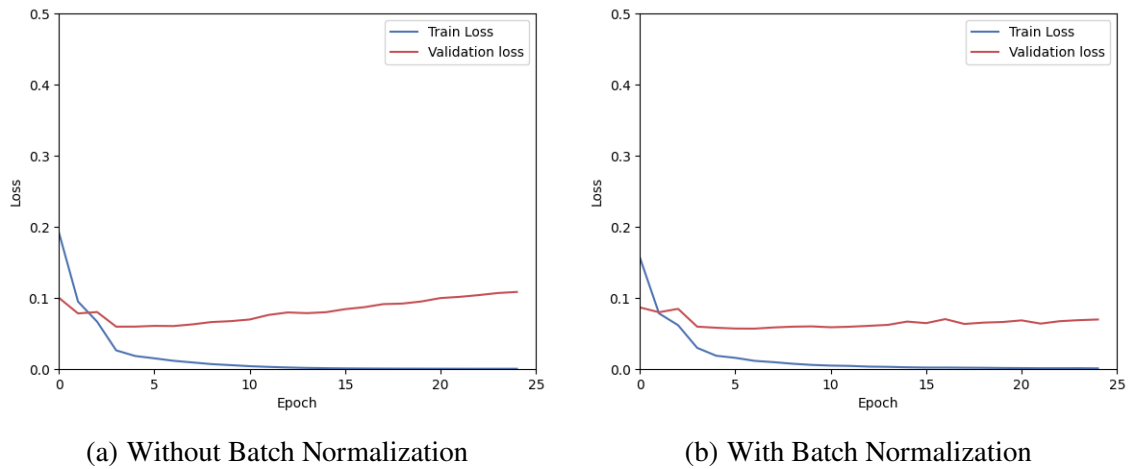 0.5
0.4
0.3
0.2
0.1
0.0
Loss
0 5 10 15 20 25
Epoch
Train Loss
Validation loss
(a) Without Batch Normalization
0.5
0.4
0.3
0.2
0.1
0.0
Loss
0 5 10 15 20 25
Epoch
Train Loss
Validation loss
(b) With Batch Normalization